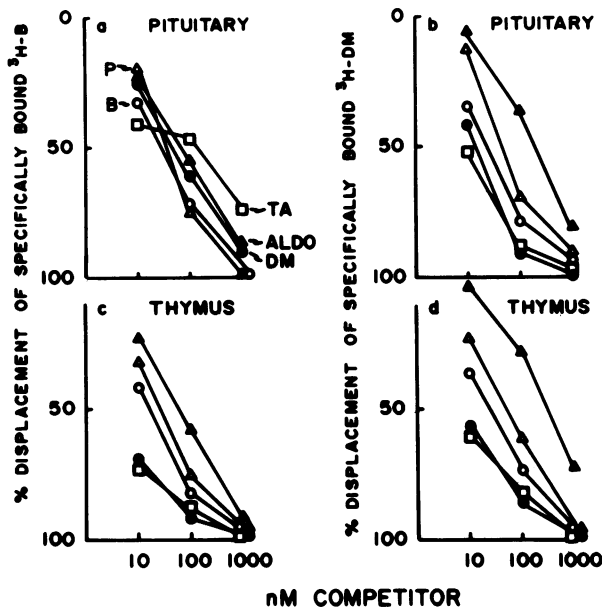 % DISPLACEMENT OF SPECIFICALLY BOUND ³H-B
a PITUITARY
0
50
100
P
B
TA
ALDO
DM
% DISPLACEMENT OF SPECIFICALLY BOUND ³H-DM
b PITUITARY
0
50
100
c THYMUS
50
100
10 100 1000
d THYMUS
50
100
10 100 1000
nM COMPETITOR